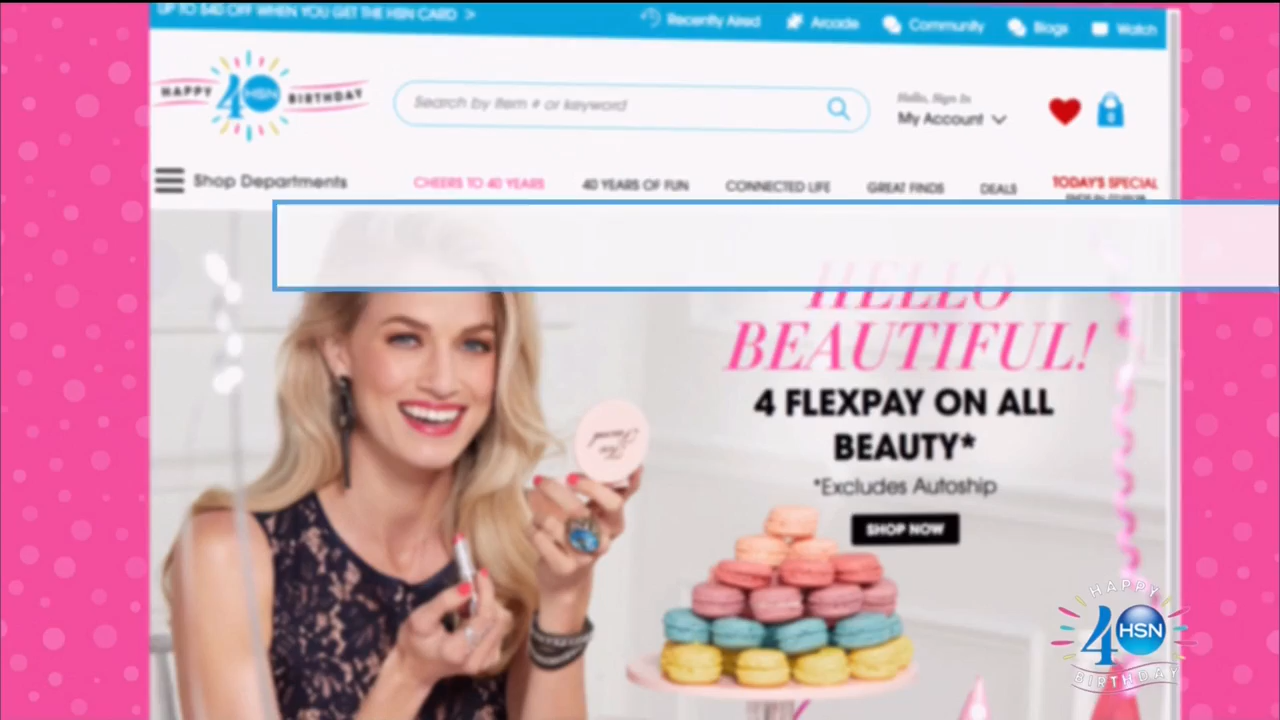 UP TO $40 OFF WHEN YOU GET THE HSN CARD >
Recently Aired
Arcade
Community
Blogs
Watch
HAPPY 40 HSN BIRTHDAY
Search by item # or keyword
Hello, Sign In
My Account
0
Shop Departments
CHEERS TO 40 YEARS
40 YEARS OF FUN
CONNECTED LIFE
GREAT FINDS
DEALS
TODAY'S SPECIAL
HELLO
BEAUTIFUL!
4 FLEXPAY ON ALL
BEAUTY*
*Excludes Autoship
SHOP NOW
HAPPY
40 HSN
BIRTHDAY